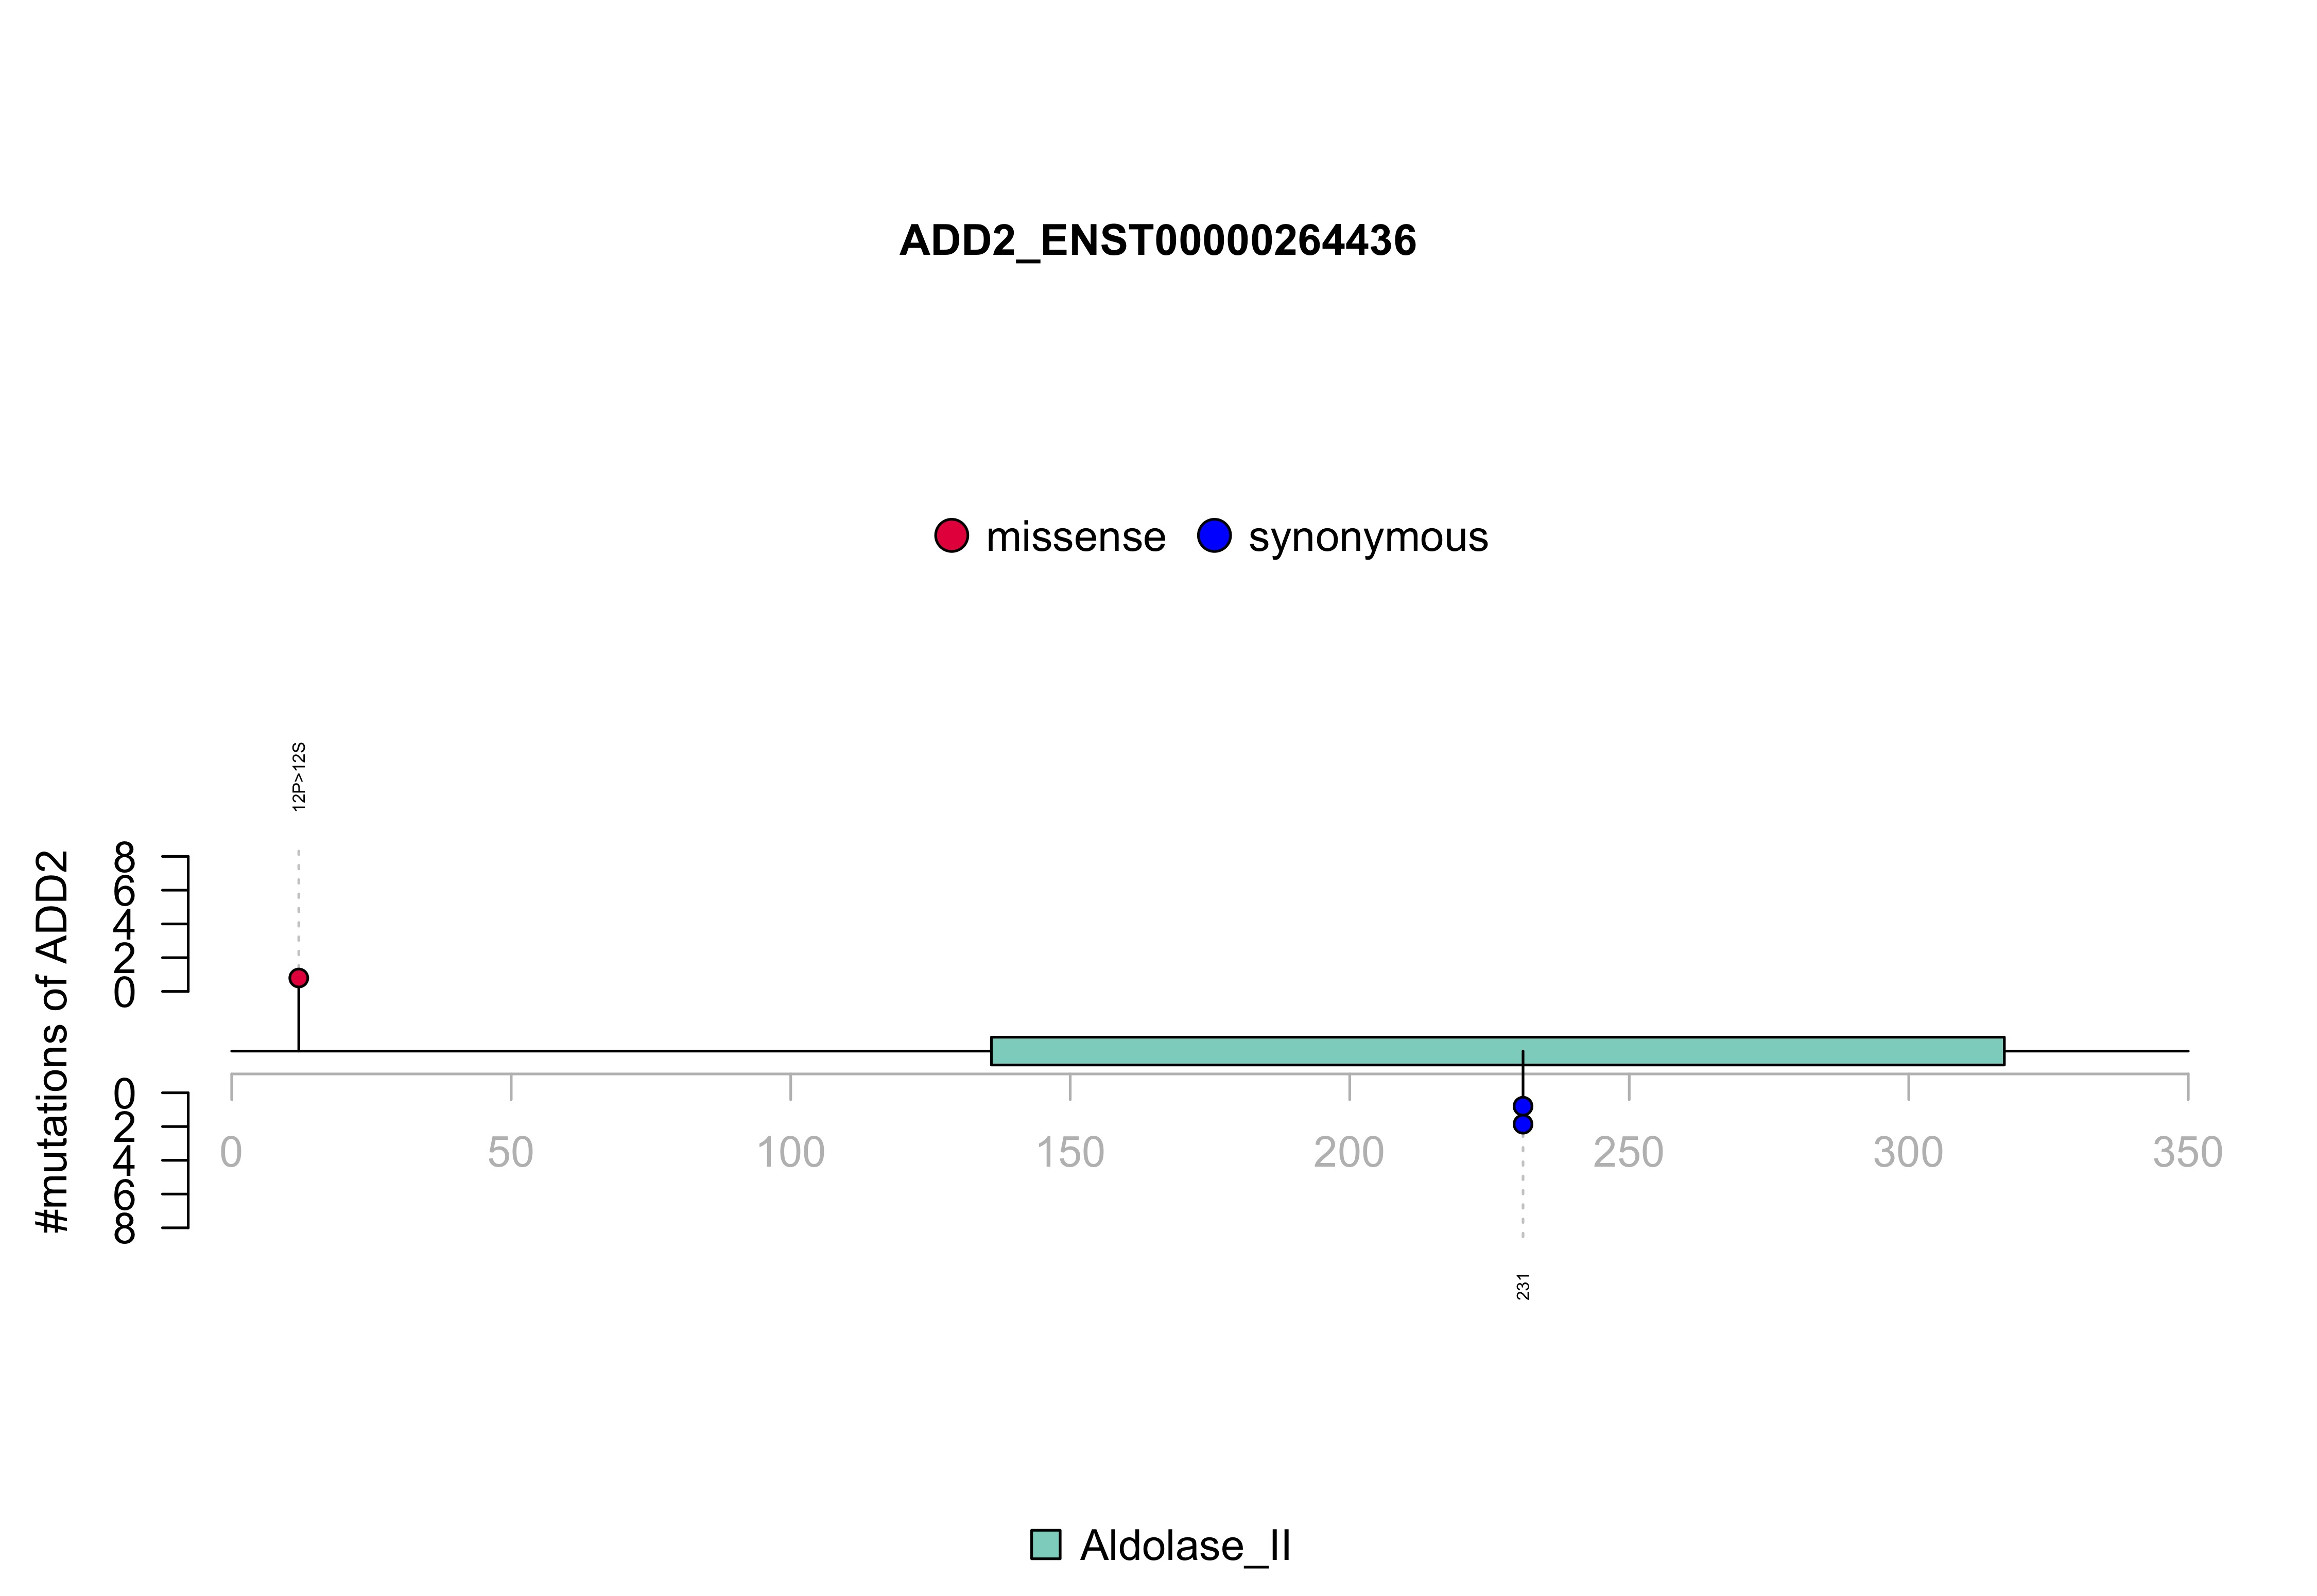 ADD2_ENST00000264436
missense synonymous
12P>12S
#mutations of ADD2
8
6
4
2
0
0
2
4
6
8
0 50 100 150 200 250 300 350
231
Aldolase_II